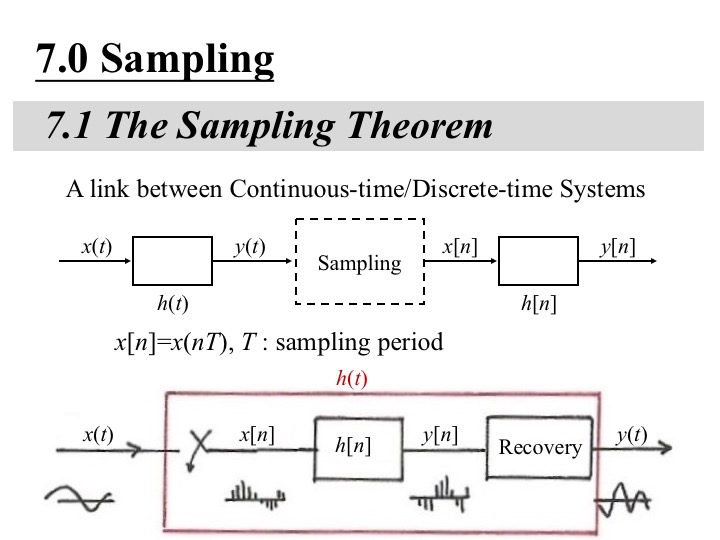 7.0 Sampling
7.1 The Sampling Theorem
A link between Continuous-time/Discrete-time Systems
x(t) y(t) Sampling x[n] y[n]
h(t) h[n]
x[n]=x(nT), T : sampling period
h(t)
x(t) x[n] h[n] y[n] Recovery y(t)